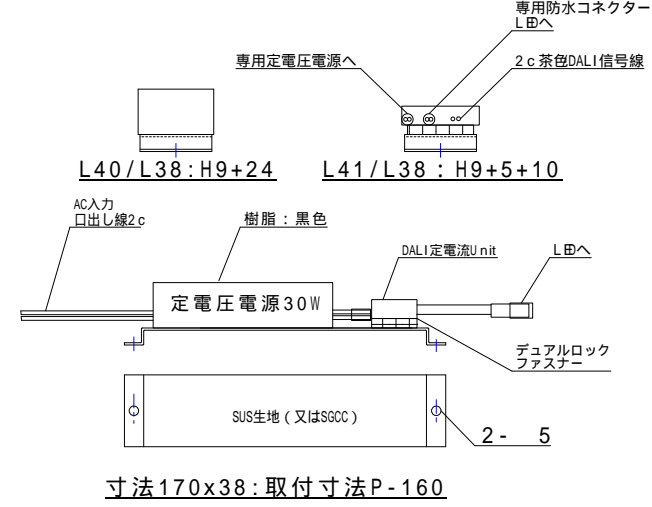 専用防水コネクター
LEDへ
専用定電圧電源へ
2c茶色DALI信号線
L40/L38:H9+24
L41/L38:H9+5+10
AC入力
口出し線2c
樹脂:黒色
DALI定電流Unit
LEDへ
定電圧電源30W
デュアルロック
ファスナー
SUS生地(又はSGCC)
2- 5
寸法170x38:取付寸法P-160